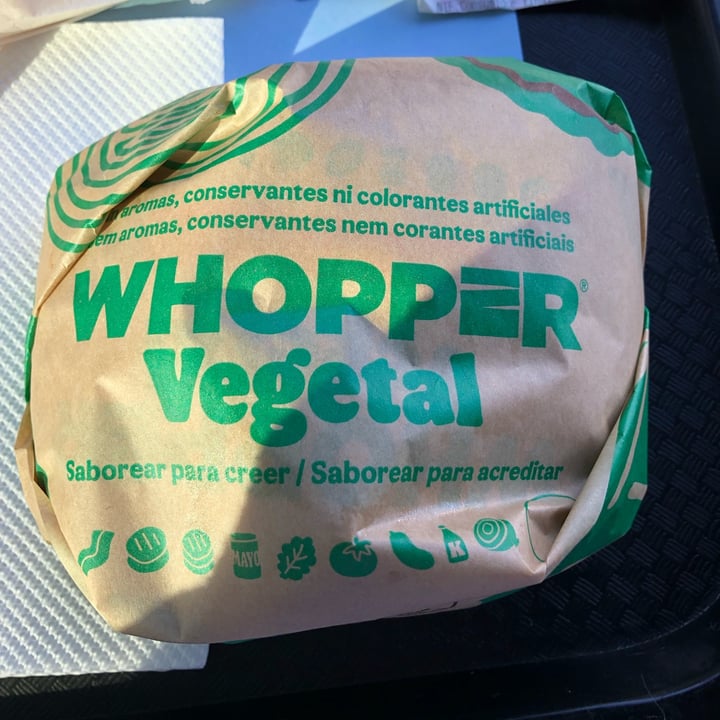 aromas, conservantes ni colorantes artificiales
em aromas, conservantes nem corantes artificiais
WHOPPER®
Vegetal
Saborear para creer / Saborear para acreditar
MAYO
K